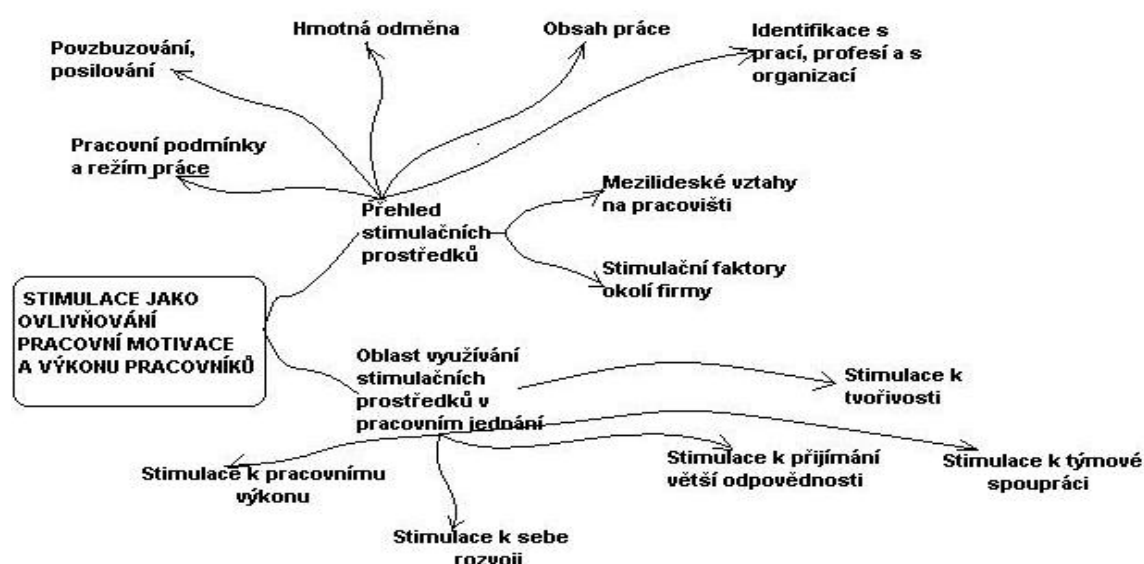 Hmotná odměna
Obsah práce
Identifikace s
prací, profesí a s
organizací
Povzbuzování,
posilování
Pracovní podmínky
a režím práce
Mezilideské vztahy
na pracovišti
Přehled
stimulačních
prostředků
Stimulační faktory
okolí firmy
STIMULACE JAKO
OVLIVŇOVÁNÍ
PRACOVNÍ MOTIVACE
A VÝKONU PRACOVNÍKŮ
Oblast využívání
stimulačních
prostředků v
pracovním jednání
Stimulace k
tvořivosti
Stimulace k pracovnímu
výkonu
Stimulace k přijímání
větší odpovědnosti
Stimulace k týmové
spoupráci
Stimulace k sebe
rozvoji